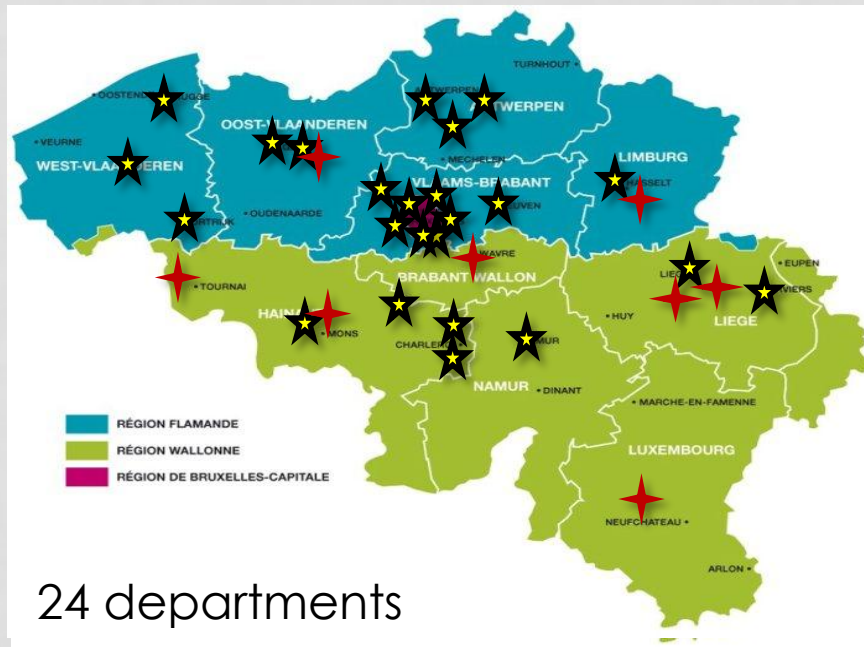 TURNHOUT
ANTWERPEN
OOST-VLAANDEREN
VEURNE
MECHELEN
LIMBURG
WEST-VLAANDEREN
VLAAMS-BRABANT
HASSELT
OUDENAARDE
WAVRE
EUPEN
BRABANT WALLON
TOURNAI
HUY
LIEGE
MONS
NAMUR
DINANT
MARCHE-EN-FAMENNE
RÉGION FLAMANDE
RÉGION WALLONNE
RÉGION DE BRUXELLES-CAPITALE
LUXEMBOURG
NEUFCHATEAU
ARLON
24 departments